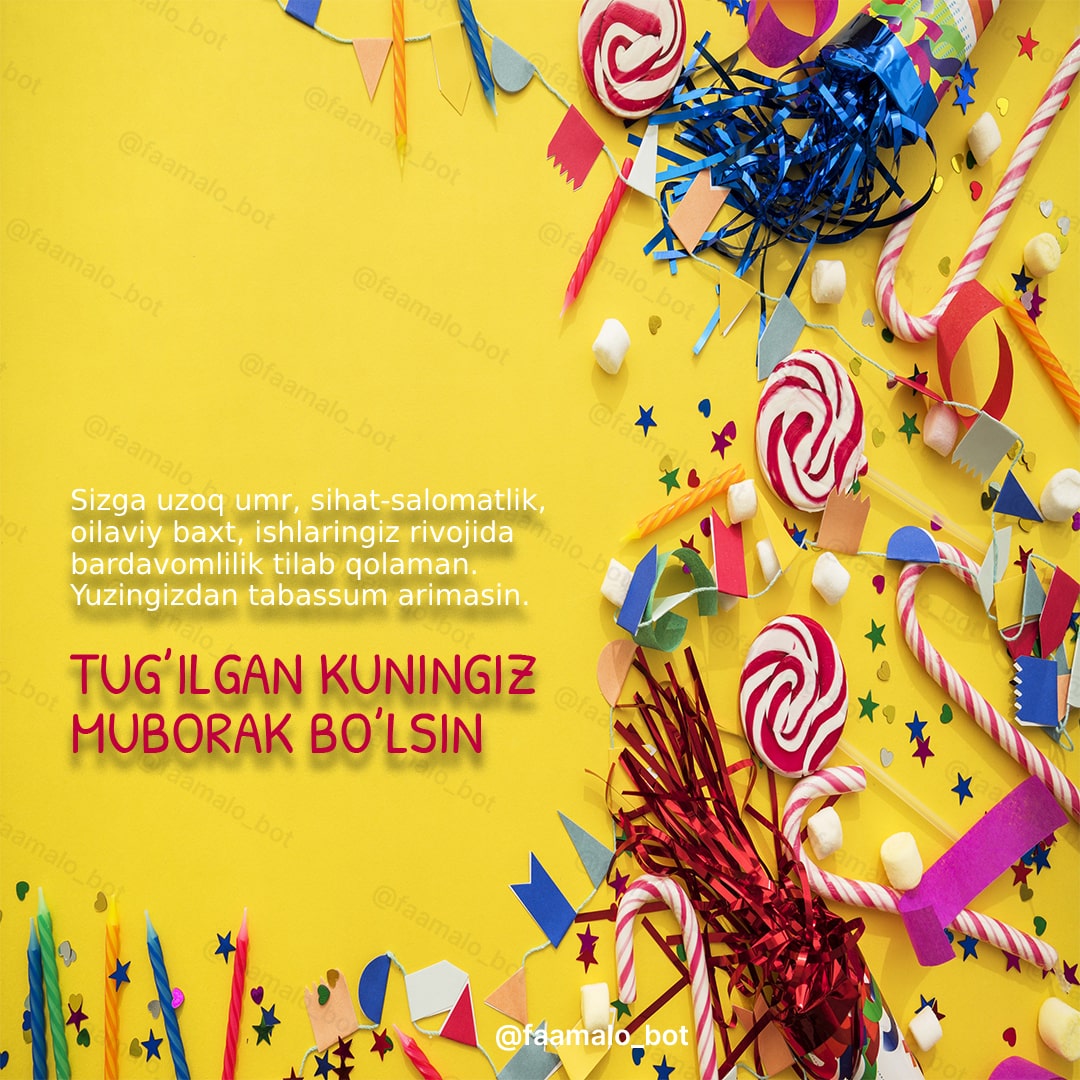 Sizga uzoq umr, sihat-salomatlik,
oilaviy baxt, ishlaringiz rivojida
bardavomlilik tilab qolaman.
Yuzingizdan tabassum arimasin.
TUG'ILGAN KUNINGIZ
MUBORAK BO'LSIN
@faamalo_bot